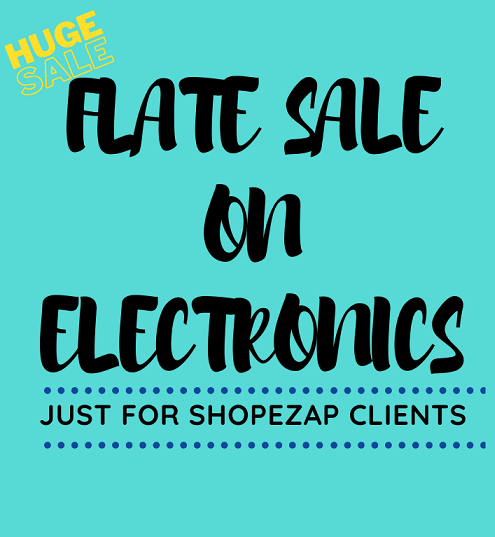 HUGE
SALE
FLATE SALE
ON
ELECTRONICS
JUST FOR SHOPEZAP CLIENTS